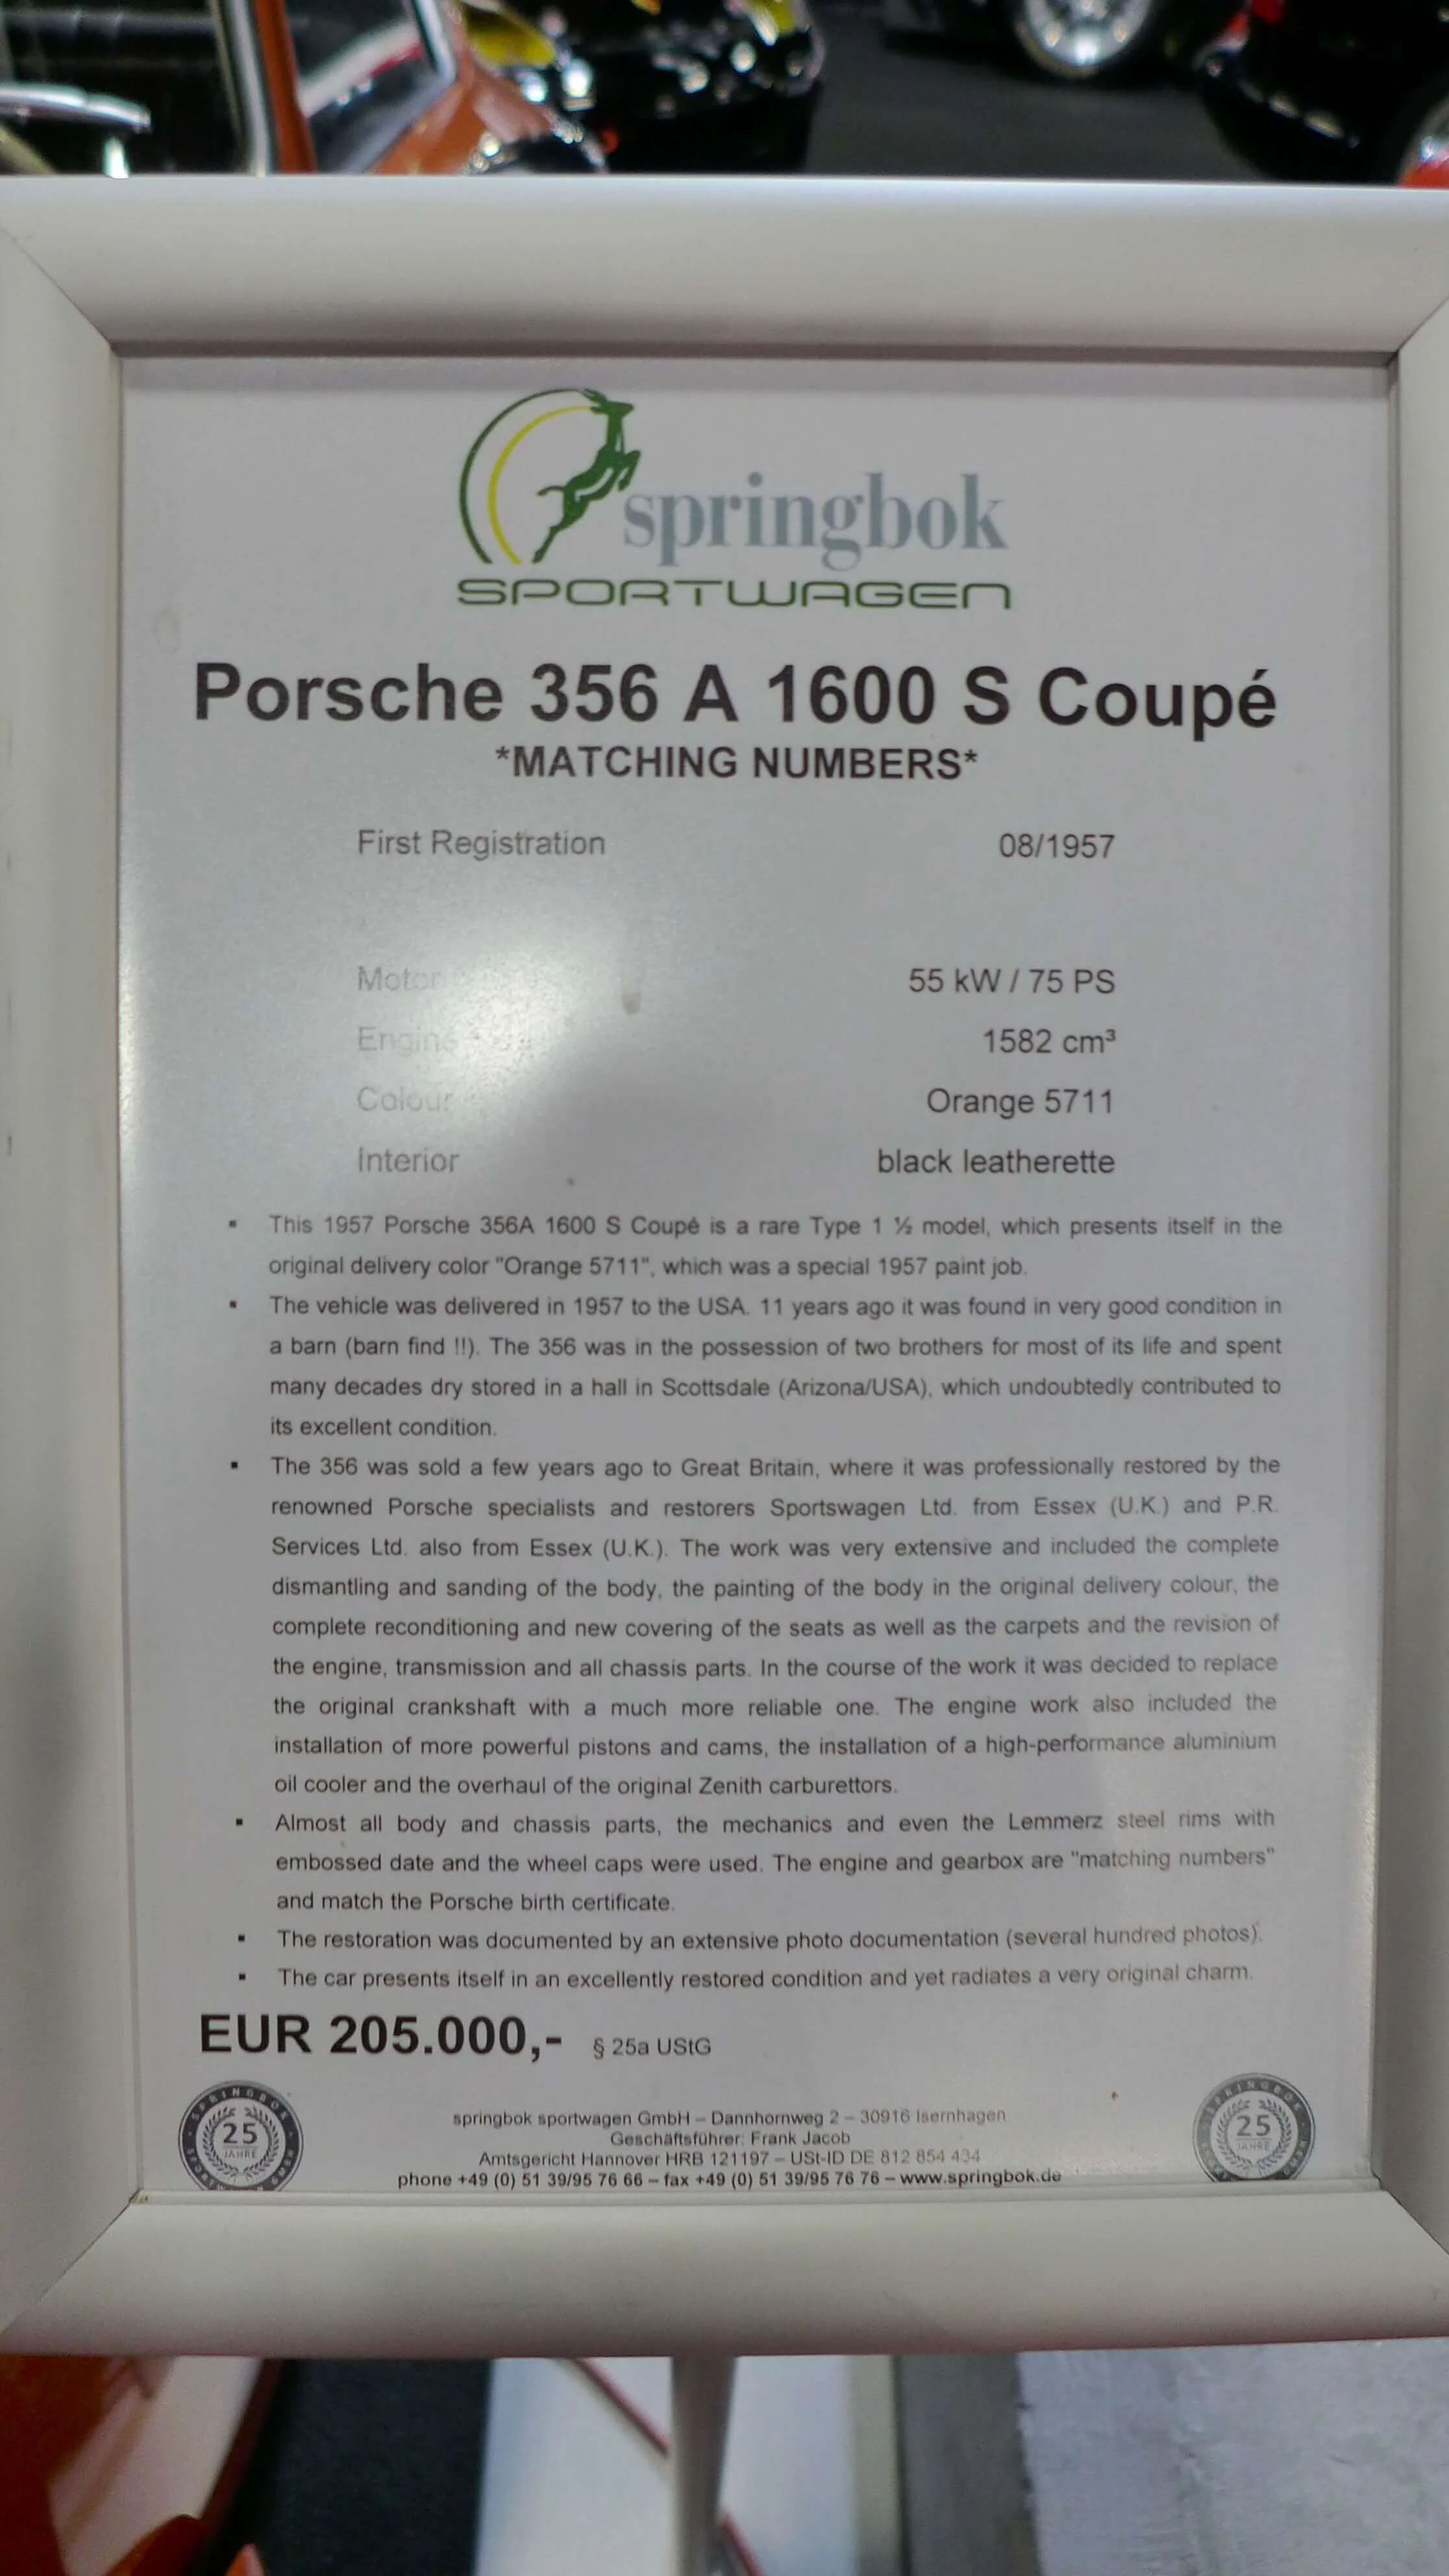 springbok
SPORTWAGEN
Porsche 356 A 1600 S Coupé
*MATCHING NUMBERS*
First Registration 08/1957
Motor 55 kW / 75 PS
Engine 1582 cm³
Colour Orange 5711
Interior black leatherette
▪ This 1957 Porsche 356A 1600 S Coupé is a rare Type 1 ½ model, which presents itself in the
original delivery color "Orange 5711", which was a special 1957 paint job.
▪ The vehicle was delivered in 1957 to the USA. 11 years ago it was found in very good condition in
a barn (barn find !!). The 356 was in the possession of two brothers for most of its life and spent
many decades dry stored in a hall in Scottsdale (Arizona/USA), which undoubtedly contributed to
its excellent condition.
▪ The 356 was sold a few years ago to Great Britain, where it was professionally restored by the
renowned Porsche specialists and restorers Sportswagen Ltd. from Essex (U.K.) and P.R.
Services Ltd. also from Essex (U.K.). The work was very extensive and included the complete
dismantling and sanding of the body, the painting of the body in the original delivery colour, the
complete reconditioning and new covering of the seats as well as the carpets and the revision of
the engine, transmission and all chassis parts. In the course of the work it was decided to replace
the original crankshaft with a much more reliable one. The engine work also included the
installation of more powerful pistons and cams, the installation of a high-performance aluminium
oil cooler and the overhaul of the original Zenith carburettors.
▪ Almost all body and chassis parts, the mechanics and even the Lemmerz steel rims with
embossed date and the wheel caps were used. The engine and gearbox are "matching numbers"
and match the Porsche birth certificate.
▪ The restoration was documented by an extensive photo documentation (several hundred photos).
▪ The car presents itself in an excellently restored condition and yet radiates a very original charm.
EUR 205.000,- § 25a UStG
SPRINGBOK
25
JAHRE
springbok sportwagen GmbH – Dannhornweg 2 – 30916 Isernhagen
Geschäftsführer: Frank Jacob
Amtsgericht Hannover HRB 121197 – USt-ID DE 812 854 434
phone +49 (0) 51 39/95 76 66 – fax +49 (0) 51 39/95 76 76 – www.springbok.de
SPRINGBOK
25
JAHRE